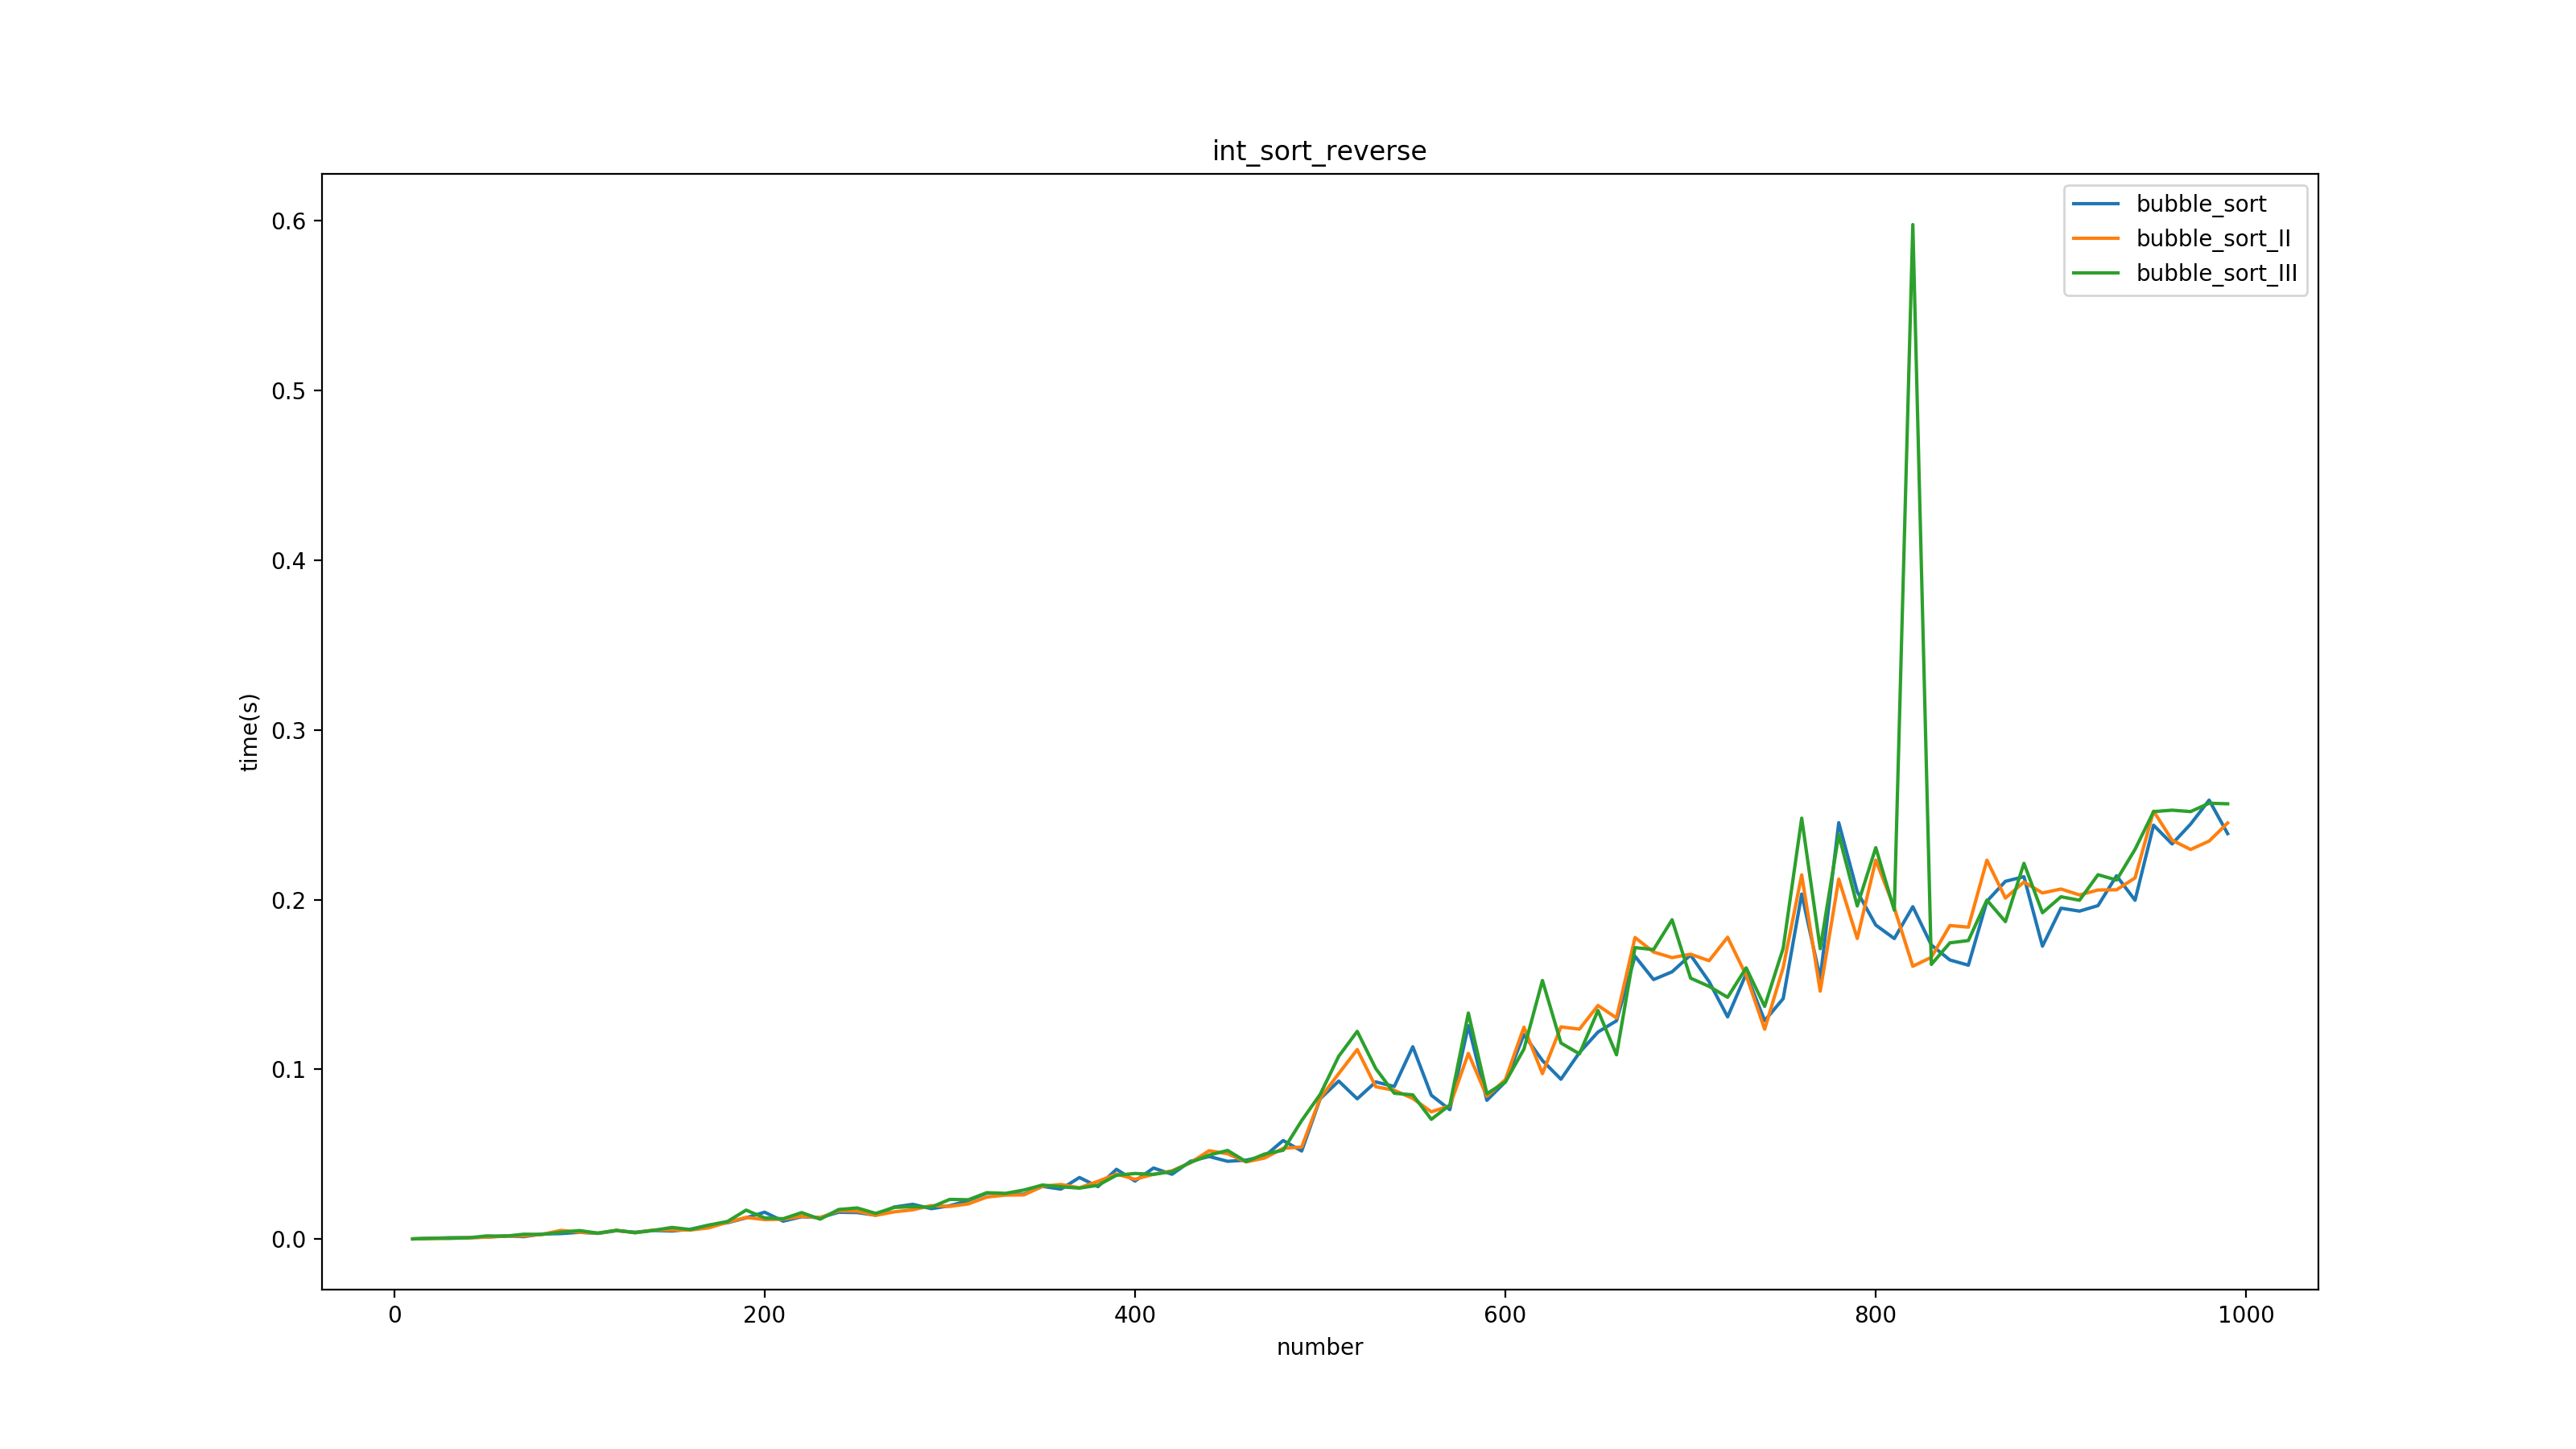 int_sort_reverse
bubble_sort
bubble_sort_II
bubble_sort_III
0.6
0.5
0.4
0.3
0.2
0.1
0.0
time(s)
0 200 400 600 800 1000
number